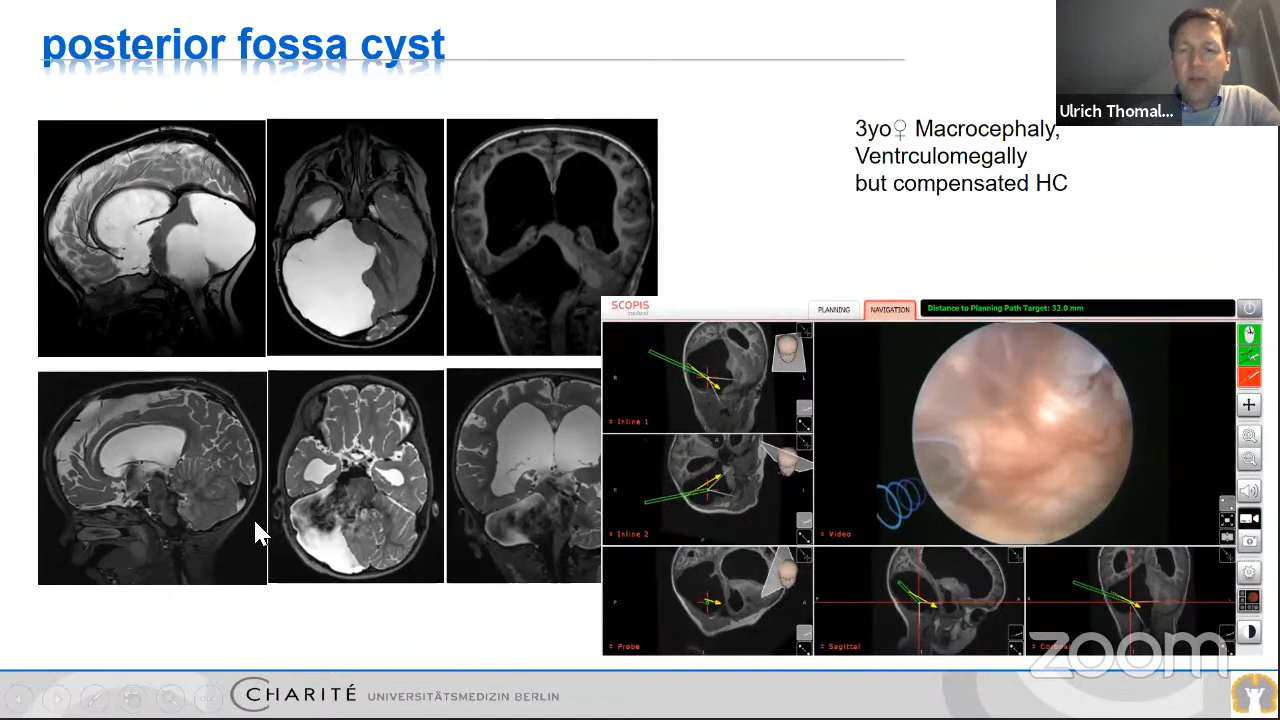 posterior fossa cyst
Ulrich Thomal...
3yo♀ Macrocephaly,
Ventrculomegally
but compensated HC
SCOPIS
medical
PLANNING
NAVIGATION
Distance to Planning Path Target: 33.8 mm
Inline 1
Inline 2
Video
Probe
Sagittal
Coronal
zoom
CHARITÉ UNIVERSITÄTSMEDIZIN BERLIN